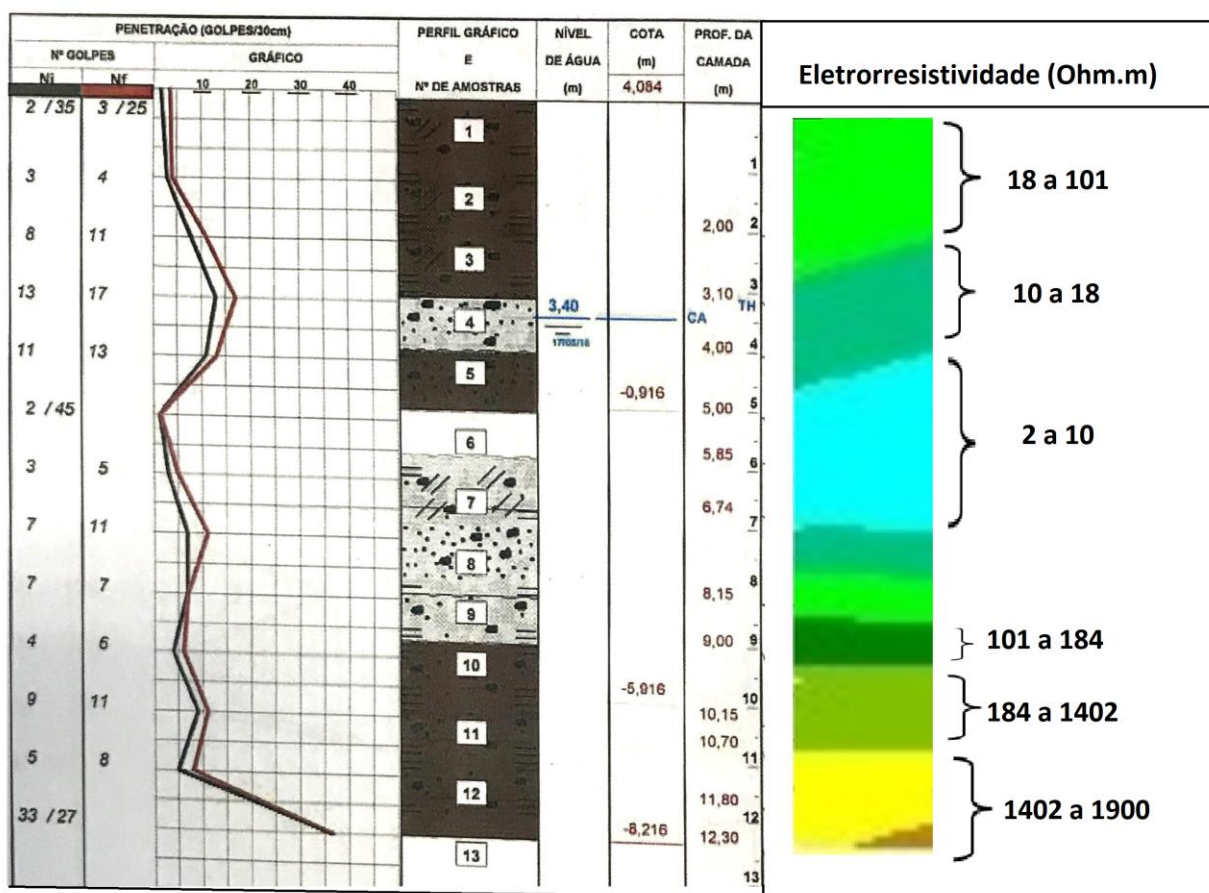 PENETRAÇÃO (GOLPES/30cm)
Nº GOLPES
GRÁFICO
Ni
Nf
10 20 30 40
PERFIL GRÁFICO
E
Nº DE AMOSTRAS
NÍVEL
DE ÁGUA
(m)
COTA
(m)
4,084
PROF. DA
CAMADA
(m)
Eletrorresistividade (Ohm.m)
2 / 35 3 / 25
3 4
8 11
13 17
11 13
2 / 45
3 5
7 11
7 7
4 6
9 11
5 8
33 / 27
1
2
3
4
5
6
7
8
9
10
11
12
13
3,40
17/05/18
-0,916
-5,916
-8,216
CA TH
2,00
3,10
4,00
5,00
5,85
6,74
8,15
9,00
10,15
10,70
11,80
12,30
1
2
3
4
5
6
7
8
9
10
11
12
13
18 a 101
10 a 18
2 a 10
101 a 184
184 a 1402
1402 a 1900